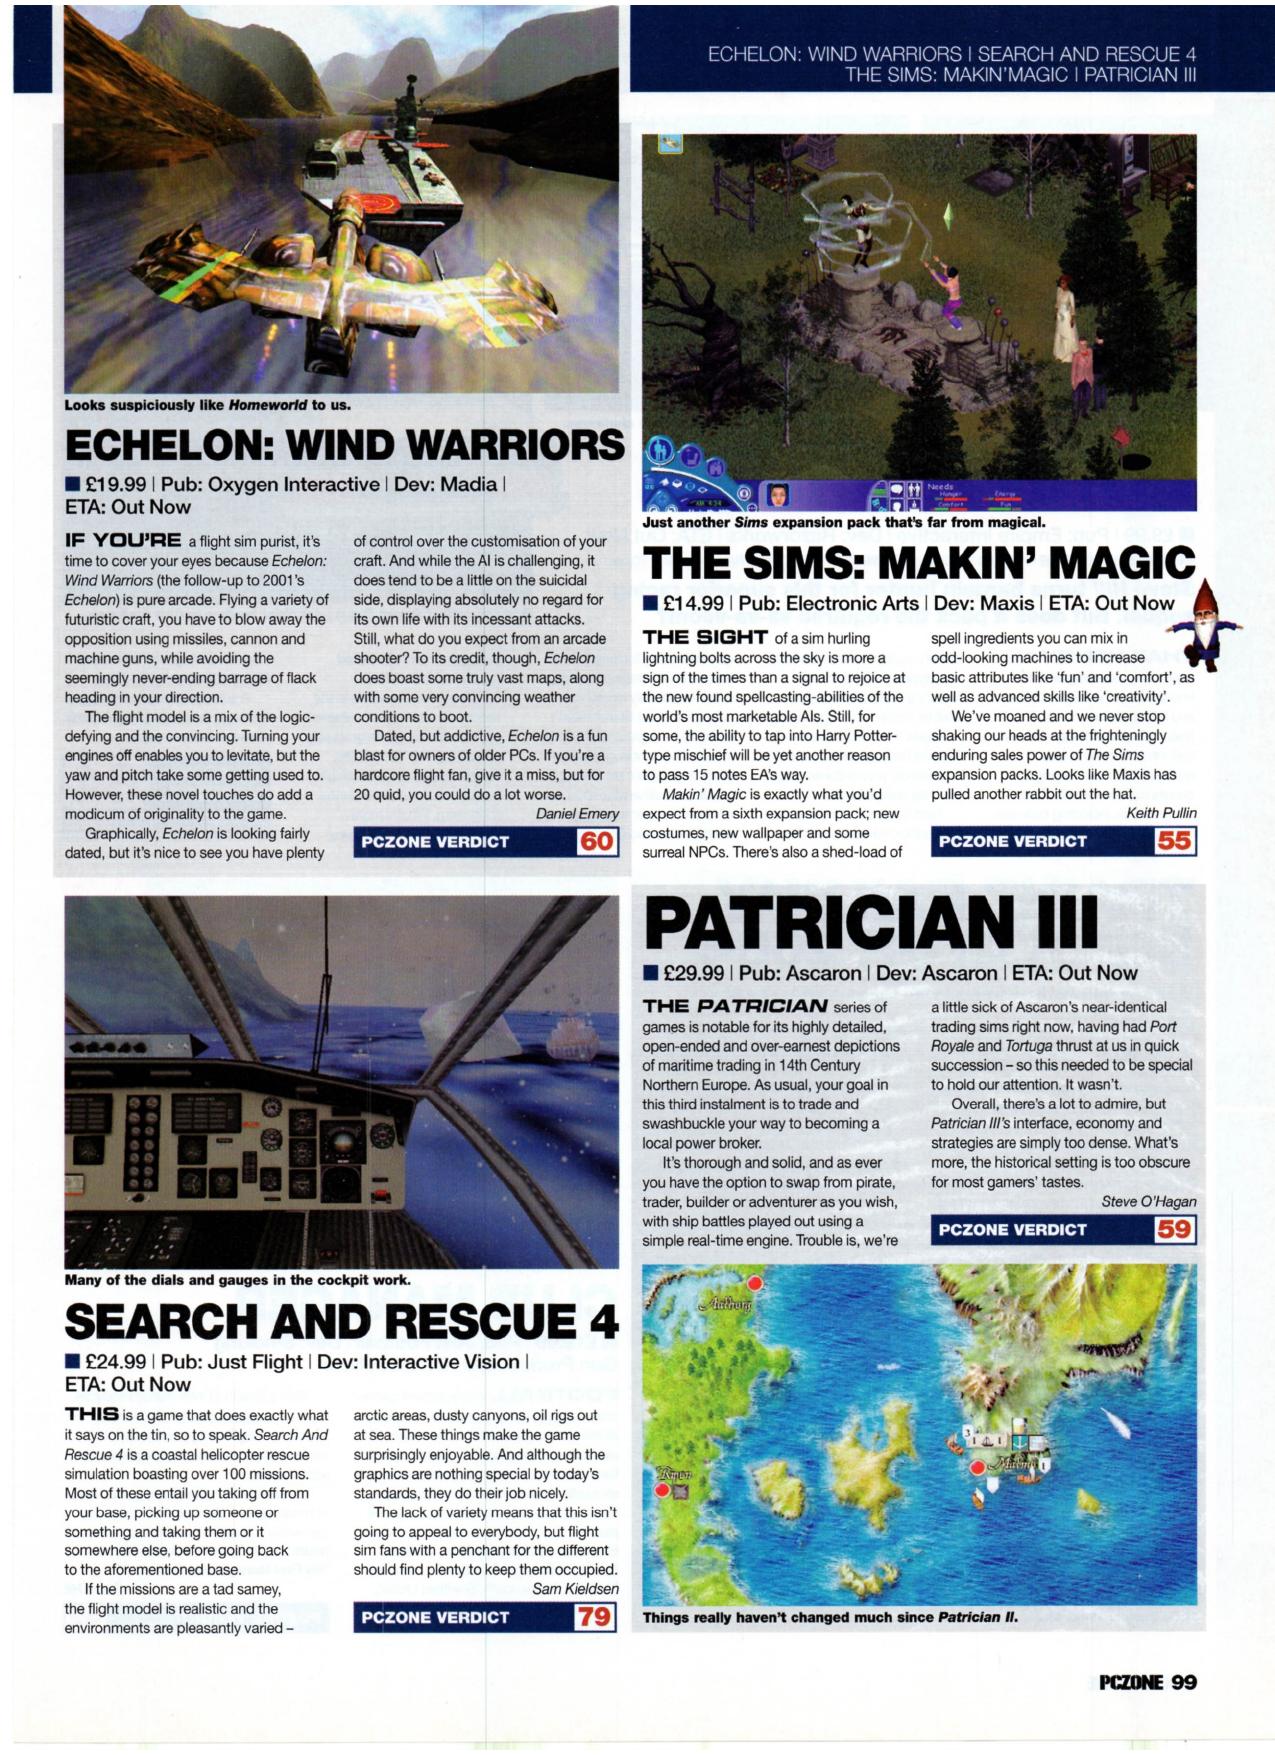 ECHELON: WIND WARRIORS | SEARCH AND RESCUE 4
THE SIMS: MAKIN'MAGIC | PATRICIAN III
Looks suspiciously like Homeworld to us.
ECHELON: WIND WARRIORS
■ £19.99 | Pub: Oxygen Interactive | Dev: Madia |
ETA: Out Now
IF YOU'RE a flight sim purist, it's
time to cover your eyes because Echelon:
Wind Warriors (the follow-up to 2001's
Echelon) is pure arcade. Flying a variety of
futuristic craft, you have to blow away the
opposition using missiles, cannon and
machine guns, while avoiding the
seemingly never-ending barrage of flack
heading in your direction.
The flight model is a mix of the logic-
defying and the convincing. Turning your
engines off enables you to levitate, but the
yaw and pitch take some getting used to.
However, these novel touches do add a
modicum of originality to the game.
Graphically, Echelon is looking fairly
dated, but it's nice to see you have plenty
of control over the customisation of your
craft. And while the AI is challenging, it
does tend to be a little on the suicidal
side, displaying absolutely no regard for
its own life with its incessant attacks.
Still, what do you expect from an arcade
shooter? To its credit, though, Echelon
does boast some truly vast maps, along
with some very convincing weather
conditions to boot.
Dated, but addictive, Echelon is a fun
blast for owners of older PCs. If you're a
hardcore flight fan, give it a miss, but for
20 quid, you could do a lot worse.
Daniel Emery
PCZONE VERDICT 60
Needs
Hunger Energy
Comfort Fun
Just another Sims expansion pack that's far from magical.
THE SIMS: MAKIN' MAGIC
■ £14.99 | Pub: Electronic Arts | Dev: Maxis | ETA: Out Now
THE SIGHT of a sim hurling
lightning bolts across the sky is more a
sign of the times than a signal to rejoice at
the new found spellcasting-abilities of the
world's most marketable AIs. Still, for
some, the ability to tap into Harry Potter-
type mischief will be yet another reason
to pass 15 notes EA's way.
Makin' Magic is exactly what you'd
expect from a sixth expansion pack; new
costumes, new wallpaper and some
surreal NPCs. There's also a shed-load of
spell ingredients you can mix in
odd-looking machines to increase
basic attributes like 'fun' and 'comfort', as
well as advanced skills like 'creativity'.
We've moaned and we never stop
shaking our heads at the frighteningly
enduring sales power of The Sims
expansion packs. Looks like Maxis has
pulled another rabbit out the hat.
Keith Pullin
PCZONE VERDICT 55
Many of the dials and gauges in the cockpit work.
SEARCH AND RESCUE 4
■ £24.99 | Pub: Just Flight | Dev: Interactive Vision |
ETA: Out Now
THIS is a game that does exactly what
it says on the tin, so to speak. Search And
Rescue 4 is a coastal helicopter rescue
simulation boasting over 100 missions.
Most of these entail you taking off from
your base, picking up someone or
something and taking them or it
somewhere else, before going back
to the aforementioned base.
If the missions are a tad samey,
the flight model is realistic and the
environments are pleasantly varied –
arctic areas, dusty canyons, oil rigs out
at sea. These things make the game
surprisingly enjoyable. And although the
graphics are nothing special by today's
standards, they do their job nicely.
The lack of variety means that this isn't
going to appeal to everybody, but flight
sim fans with a penchant for the different
should find plenty to keep them occupied.
Sam Kieldsen
PCZONE VERDICT 79
PATRICIAN III
■ £29.99 | Pub: Ascaron | Dev: Ascaron | ETA: Out Now
THE PATRICIAN series of
games is notable for its highly detailed,
open-ended and over-earnest depictions
of maritime trading in 14th Century
Northern Europe. As usual, your goal in
this third instalment is to trade and
swashbuckle your way to becoming a
local power broker.
It's thorough and solid, and as ever
you have the option to swap from pirate,
trader, builder or adventurer as you wish,
with ship battles played out using a
simple real-time engine. Trouble is, we're
a little sick of Ascaron's near-identical
trading sims right now, having had Port
Royale and Tortuga thrust at us in quick
succession – so this needed to be special
to hold our attention. It wasn't.
Overall, there's a lot to admire, but
Patrician III's interface, economy and
strategies are simply too dense. What's
more, the historical setting is too obscure
for most gamers' tastes.
Steve O'Hagan
PCZONE VERDICT 59
Aalborg
Ripen
Malmo
Things really haven't changed much since Patrician II.
PCZONE 99